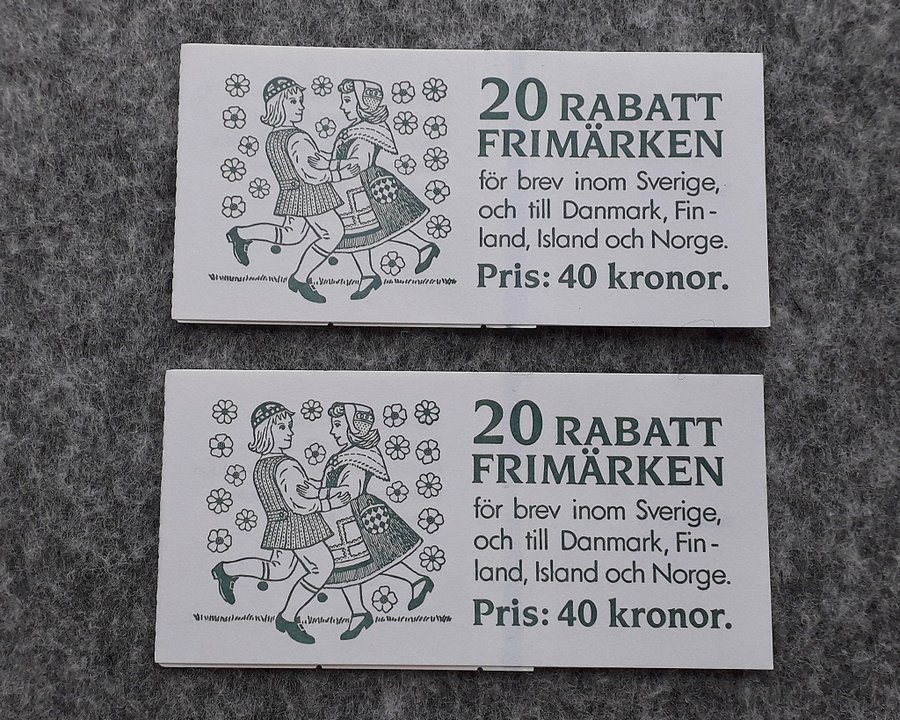 20 RABATT
FRIMÄRKEN
för brev inom Sverige,
och till Danmark, Fin-
land, Island och Norge.
Pris: 40 kronor.
20 RABATT
FRIMÄRKEN
för brev inom Sverige,
och till Danmark, Fin-
land, Island och Norge.
Pris: 40 kronor.